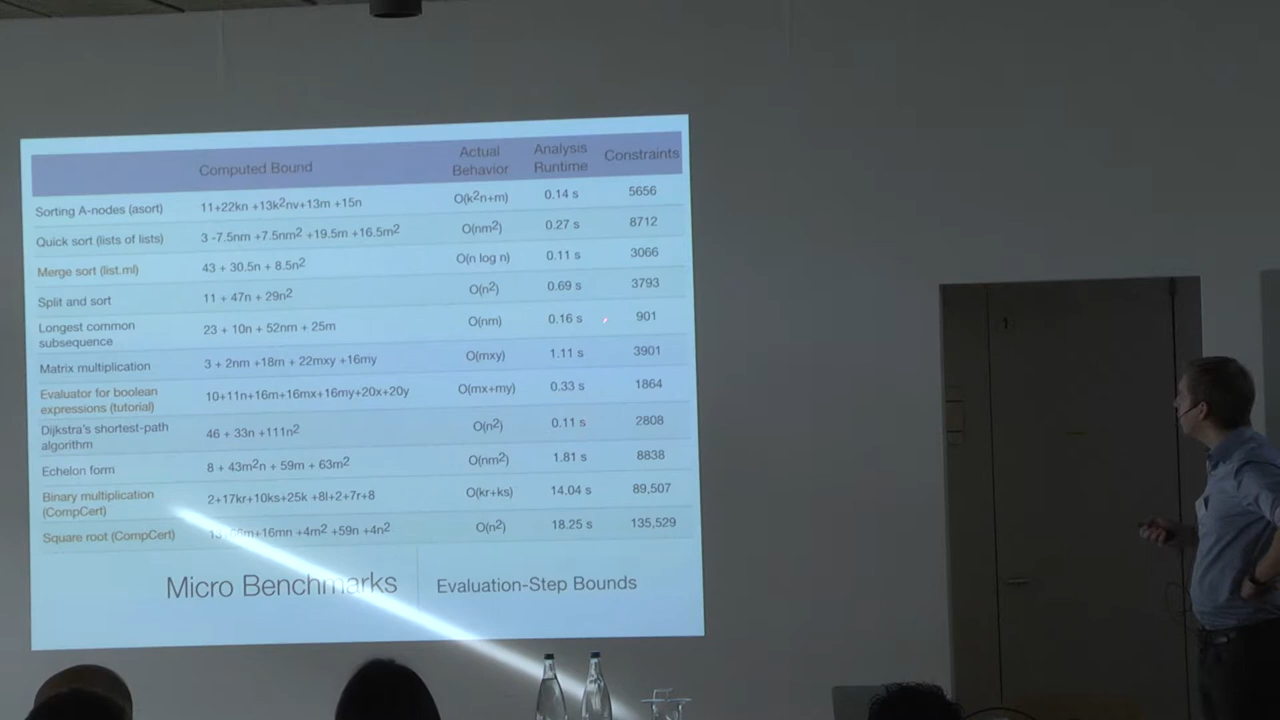 Computed Bound Actual Behavior Analysis Runtime Constraints
Sorting A-nodes (asort) 11+22kn +13k²nv+13m +15n O(k²n+m) 0.14 s 5656
Quick sort (lists of lists) 3 -7.5nm +7.5nm² +19.5m +16.5m² O(nm²) 0.27 s 8712
Merge sort (list.ml) 43 + 30.5n + 8.5n² O(n log n) 0.11 s 3066
Split and sort 11 + 47n + 29n² O(n²) 0.69 s 3793
Longest common subsequence 23 + 10n + 52nm + 25m O(nm) 0.16 s 901
Matrix multiplication 3 + 2nm +18m + 22mxy +16my O(mxy) 1.11 s 3901
Evaluator for boolean expressions (tutorial) 10+11n+16m+16mx+16my+20x+20y O(mx+my) 0.33 s 1864
Dijkstra's shortest-path algorithm 46 + 33n +111n² O(n²) 0.11 s 2808
Echelon form 8 + 43m²n + 59m + 63m² O(nm²) 1.81 s 8838
Binary multiplication (CompCert) 2+17kr+10ks+25k +8l+2+7r+8 O(kr+ks) 14.04 s 89,507
Square root (CompCert) +16mn +4m² +59n +4n² O(n²) 18.25 s 135,529
Micro Benchmarks Evaluation-Step Bounds
1